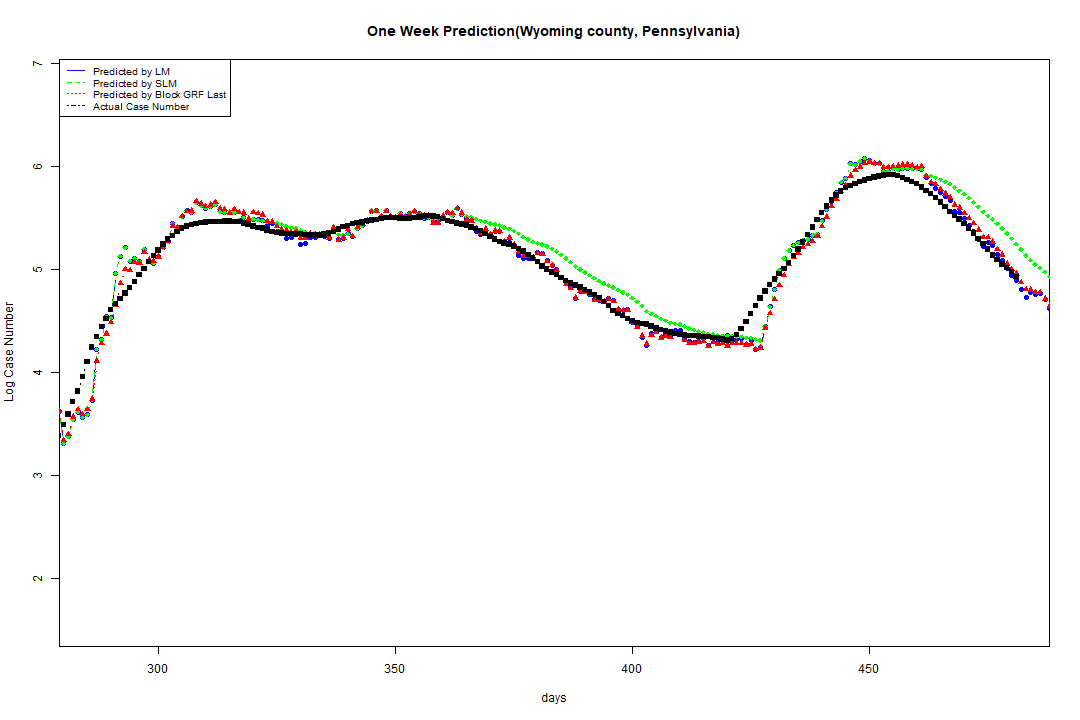 One Week Prediction(Wyoming county, Pennsylvania)
Predicted by LM
Predicted by SLM
Predicted by Block GRF Last
Actual Case Number
7
6
5
4
3
2
Log Case Number
300 350 400 450
days